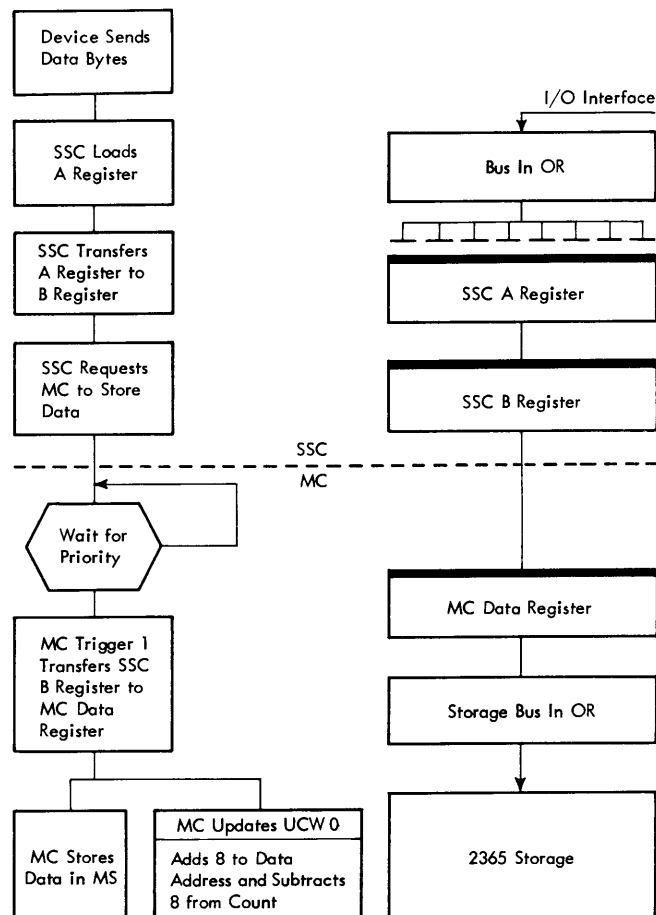 Device Sends
Data Bytes
SSC Loads
A Register
SSC Transfers
A Register to
B Register
SSC Requests
MC to Store
Data
SSC
MC
Wait for
Priority
MC Trigger 1
Transfers SSC
B Register to
MC Data
Register
MC Stores
Data in MS
MC Updates UCW 0
Adds 8 to Data
Address and Subtracts
8 from Count
I/O Interface
Bus In OR
SSC A Register
SSC B Register
MC Data Register
Storage Bus In OR
2365 Storage